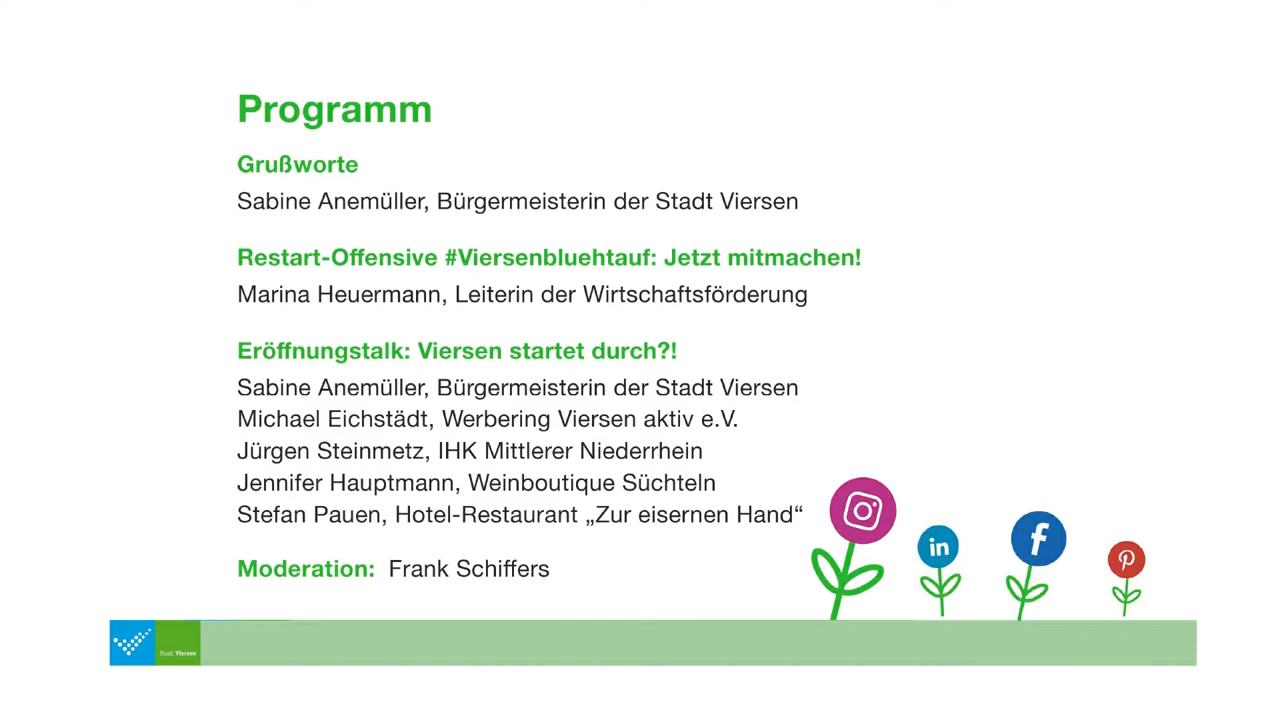 Programm
Grußworte
Sabine Anemüller, Bürgermeisterin der Stadt Viersen
Restart-Offensive #Viersenbluehtauf: Jetzt mitmachen!
Marina Heuermann, Leiterin der Wirtschaftsförderung
Eröffnungstalk: Viersen startet durch?!
Sabine Anemüller, Bürgermeisterin der Stadt Viersen
Michael Eichstädt, Werbering Viersen aktiv e.V.
Jürgen Steinmetz, IHK Mittlerer Niederrhein
Jennifer Hauptmann, Weinboutique Süchteln
Stefan Pauen, Hotel-Restaurant „Zur eisernen Hand“
Moderation: Frank Schiffers
in
f
Stadt Viersen